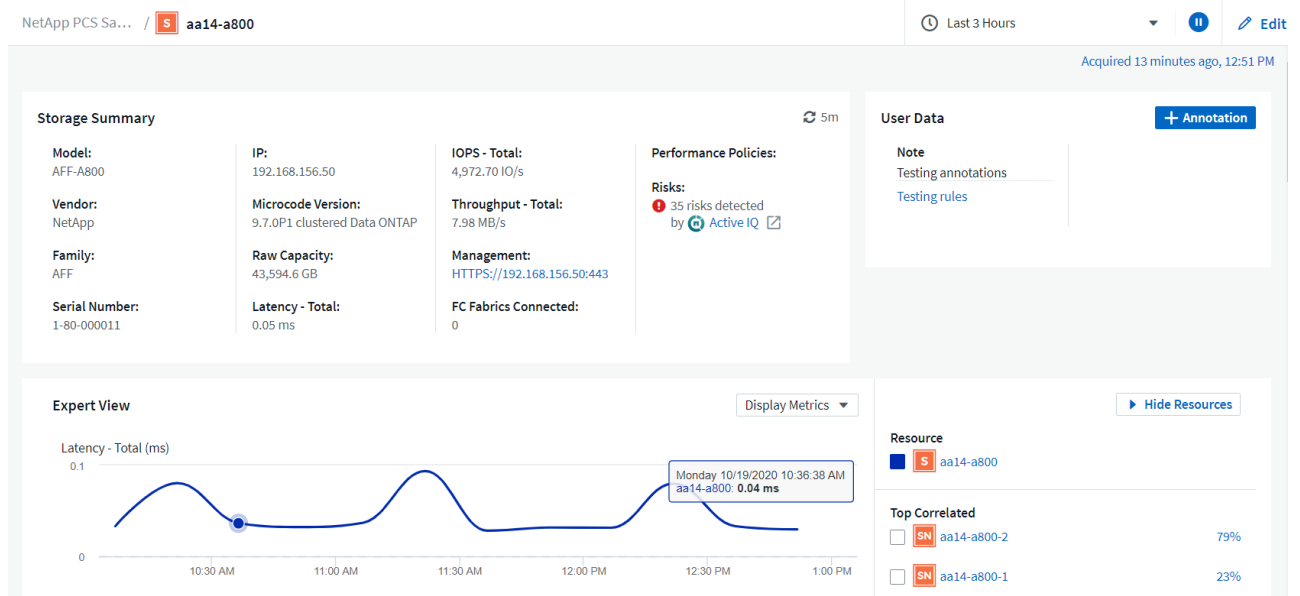 NetApp PCS Sa... / S aa14-a800
Last 3 Hours
Edit
Acquired 13 minutes ago, 12:51 PM
Storage Summary
5m
Model:
AFF-A800
Vendor:
NetApp
Family:
AFF
Serial Number:
1-80-000011
IP:
192.168.156.50
Microcode Version:
9.7.0P1 clustered Data ONTAP
Raw Capacity:
43,594.6 GB
Latency - Total:
0.05 ms
IOPS - Total:
4,972.70 IO/s
Throughput - Total:
7.98 MB/s
Management:
HTTPS://192.168.156.50:443
FC Fabrics Connected:
0
Performance Policies:
Risks:
35 risks detected
by Active IQ
User Data
+ Annotation
Note
Testing annotations
Testing rules
Expert View
Display Metrics
Latency - Total (ms)
0.1
0
Monday 10/19/2020 10:36:38 AM
aa14-a800: 0.04 ms
10:30 AM 11:00 AM 11:30 AM 12:00 PM 12:30 PM 1:00 PM
Hide Resources
Resource
S aa14-a800
Top Correlated
SN aa14-a800-2 79%
SN aa14-a800-1 23%